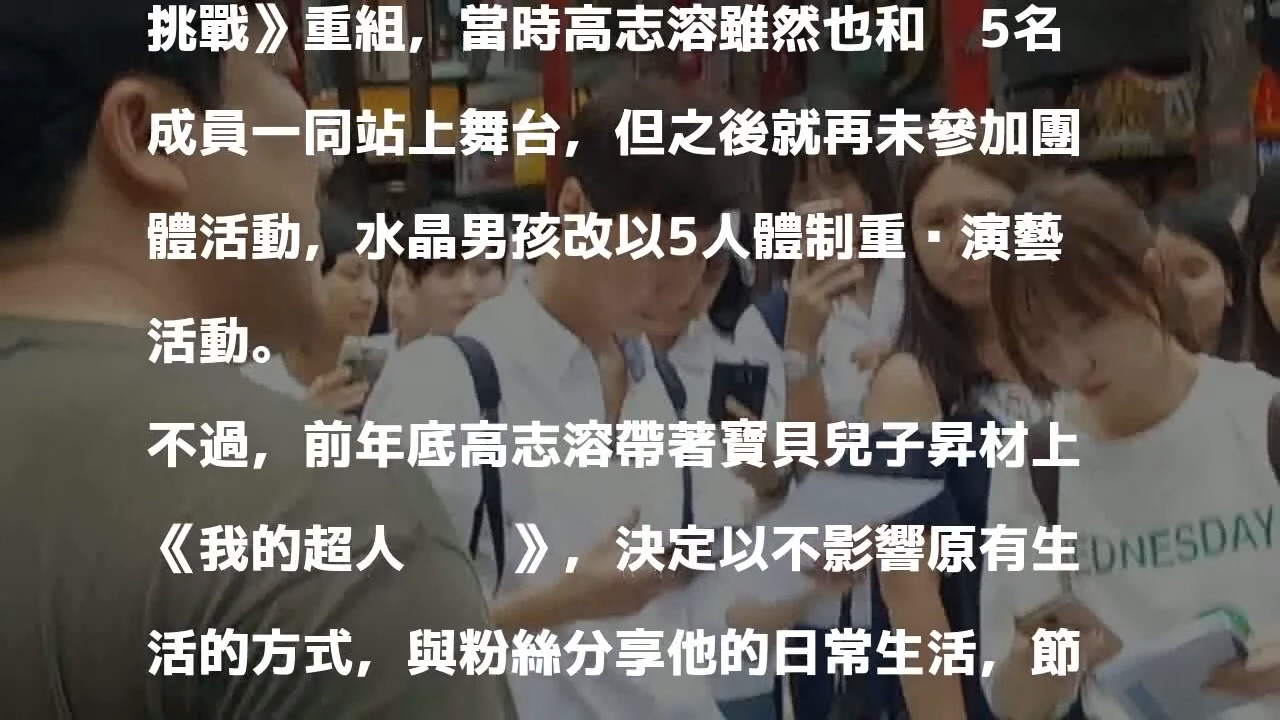 挑戰》重組，當時高志溶雖然也和 5名
成員一同站上舞台，但之後就再未參加團
體活動，水晶男孩改以5人體制重·演藝
活動。
不過，前年底高志溶帶著寶貝兒子昇材上
《我的超人 》，決定以不影響原有生
活的方式，與粉絲分享他的日常生活，節
EDNESDAY